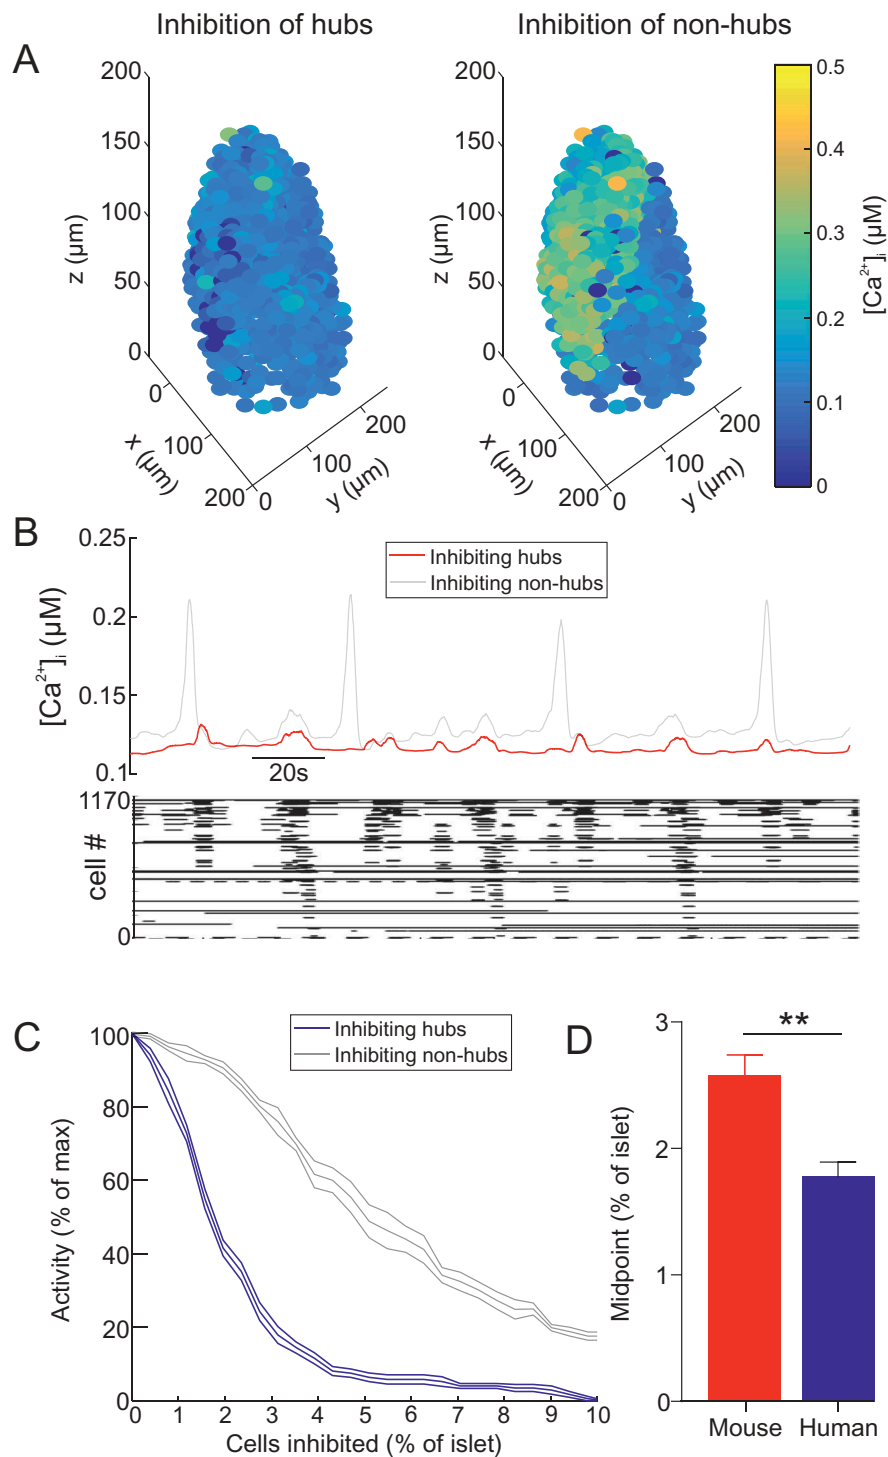 Inhibition of hubs
Inhibition of non-hubs
A
200
150
100
50
0
z (µm)
0
100
200
x (µm)
0
100
200
y (µm)
200
150
100
50
0
z (µm)
0
100
200
x (µm)
0
100
200
y (µm)
0.5
0.4
0.3
0.2
0.1
0
[Ca²⁺]ᵢ (µM)
B
0.25
0.2
0.15
0.1
[Ca²⁺]ᵢ (µM)
Inhibiting hubs
Inhibiting non-hubs
20s
1170
0
cell #
C
100
80
60
40
20
0
Activity (% of max)
Inhibiting hubs
Inhibiting non-hubs
0 1 2 3 4 5 6 7 8 9 10
Cells inhibited (% of islet)
D
3
2
1
0
Midpoint (% of islet)
**
Mouse Human